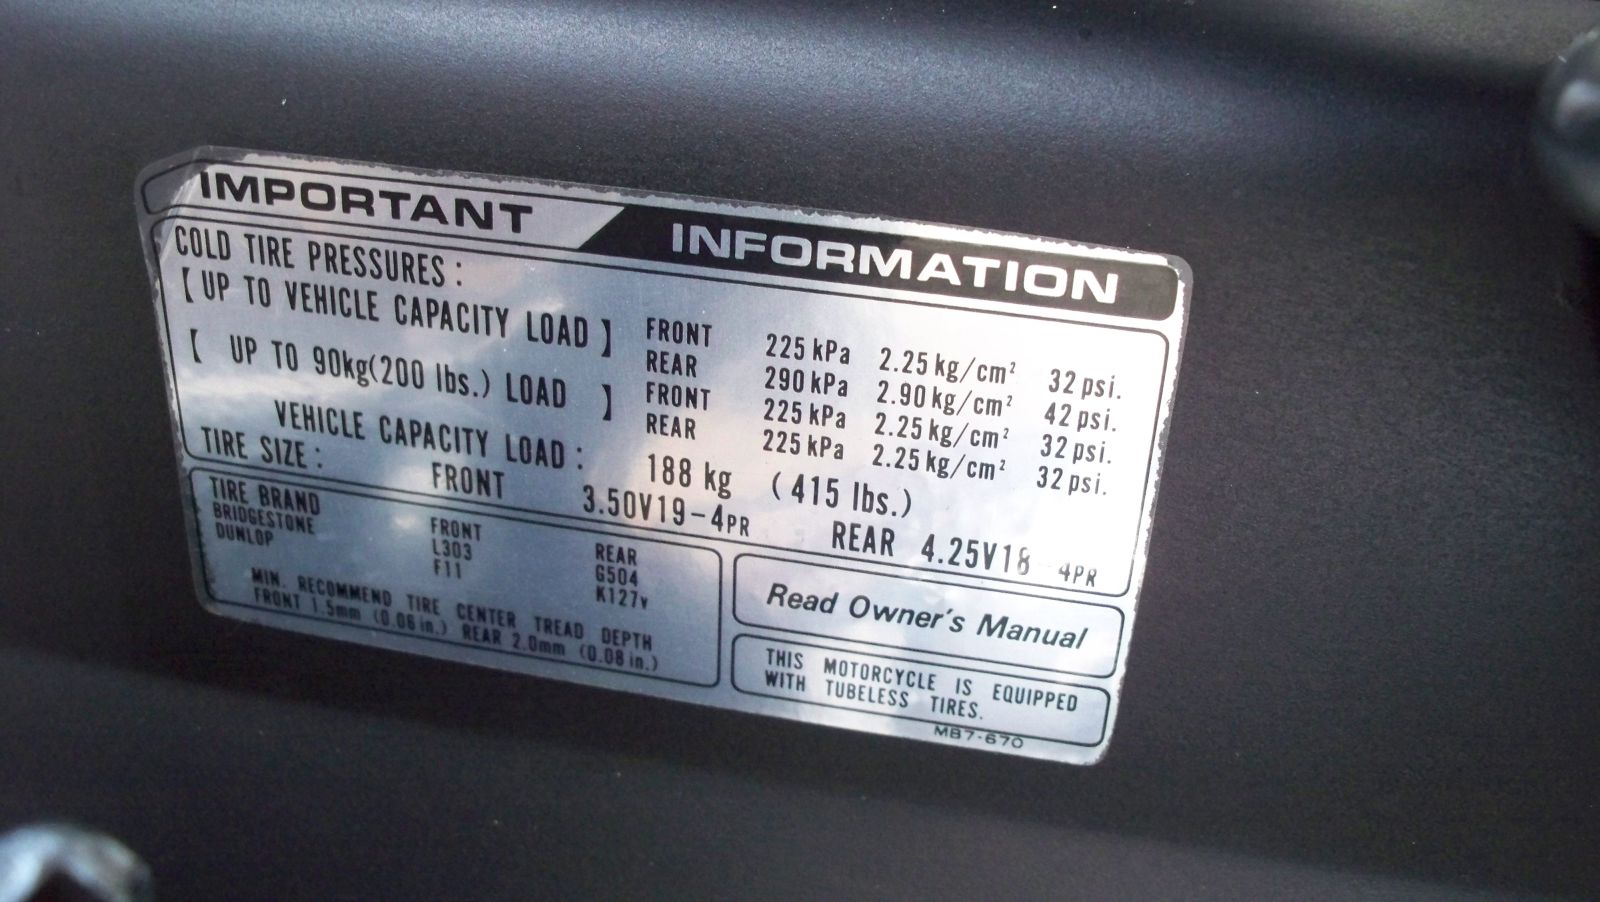 IMPORTANT INFORMATION
COLD TIRE PRESSURES :
【 UP TO VEHICLE CAPACITY LOAD 】 FRONT 225 kPa 2.25 kg/cm² 32 psi.
REAR 290 kPa 2.90 kg/cm² 42 psi.
【 UP TO 90kg(200 lbs.) LOAD 】 FRONT 225 kPa 2.25 kg/cm² 32 psi.
REAR 225 kPa 2.25 kg/cm² 32 psi.
VEHICLE CAPACITY LOAD : 188 kg (415 lbs.)
TIRE SIZE : FRONT 3.50V19-4PR REAR 4.25V18 4PR
TIRE BRAND FRONT REAR
BRIDGESTONE L303 G504
DUNLOP F11 K127V
MIN. RECOMMEND TIRE CENTER TREAD DEPTH
FRONT 1.5mm (0.06 in.) REAR 2.0mm (0.08 in.)
Read Owner's Manual
THIS MOTORCYCLE IS EQUIPPED
WITH TUBELESS TIRES.
MB7-670